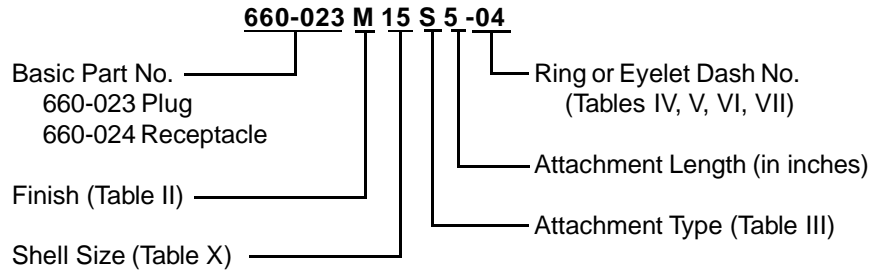 660-023 M 15 S 5 -04
Basic Part No.
660-023 Plug
660-024 Receptacle
Finish (Table II)
Shell Size (Table X)
Ring or Eyelet Dash No.
(Tables IV, V, VI, VII)
Attachment Length (in inches)
Attachment Type (Table III)